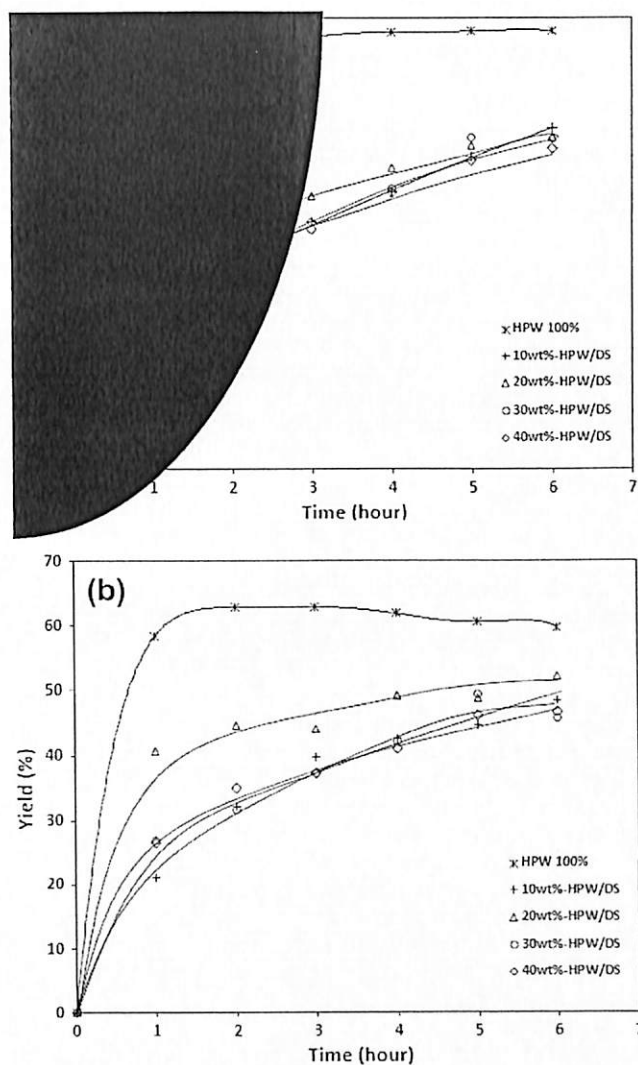 HPW 100%
10wt%-HPW/DS
20wt%-HPW/DS
30wt%-HPW/DS
40wt%-HPW/DS
1 2 3 4 5 6 7
Time (hour)
(b)
70
60
50
40
30
20
10
0
Yield (%)
HPW 100%
10wt%-HPW/DS
20wt%-HPW/DS
30wt%-HPW/DS
40wt%-HPW/DS
0 1 2 3 4 5 6 7
Time (hour)